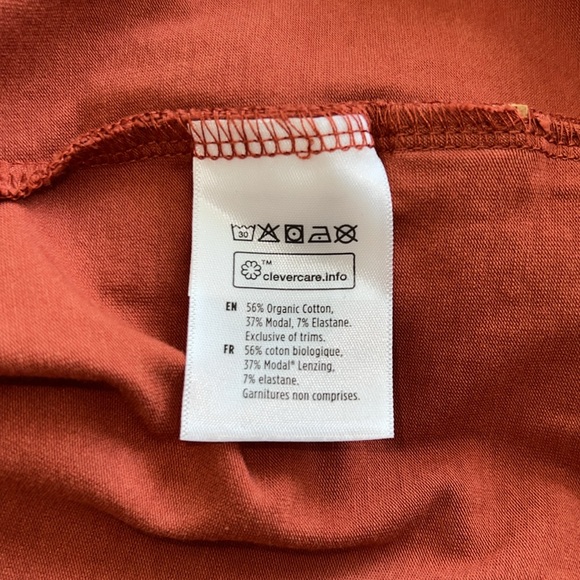 30
™
clevercare.info
EN 56% Organic Cotton,
37% Modal, 7% Elastane.
Exclusive of trims.
FR 56% coton biologique,
37% Modal® Lenzing,
7% elastane.
Garnitures non comprises.